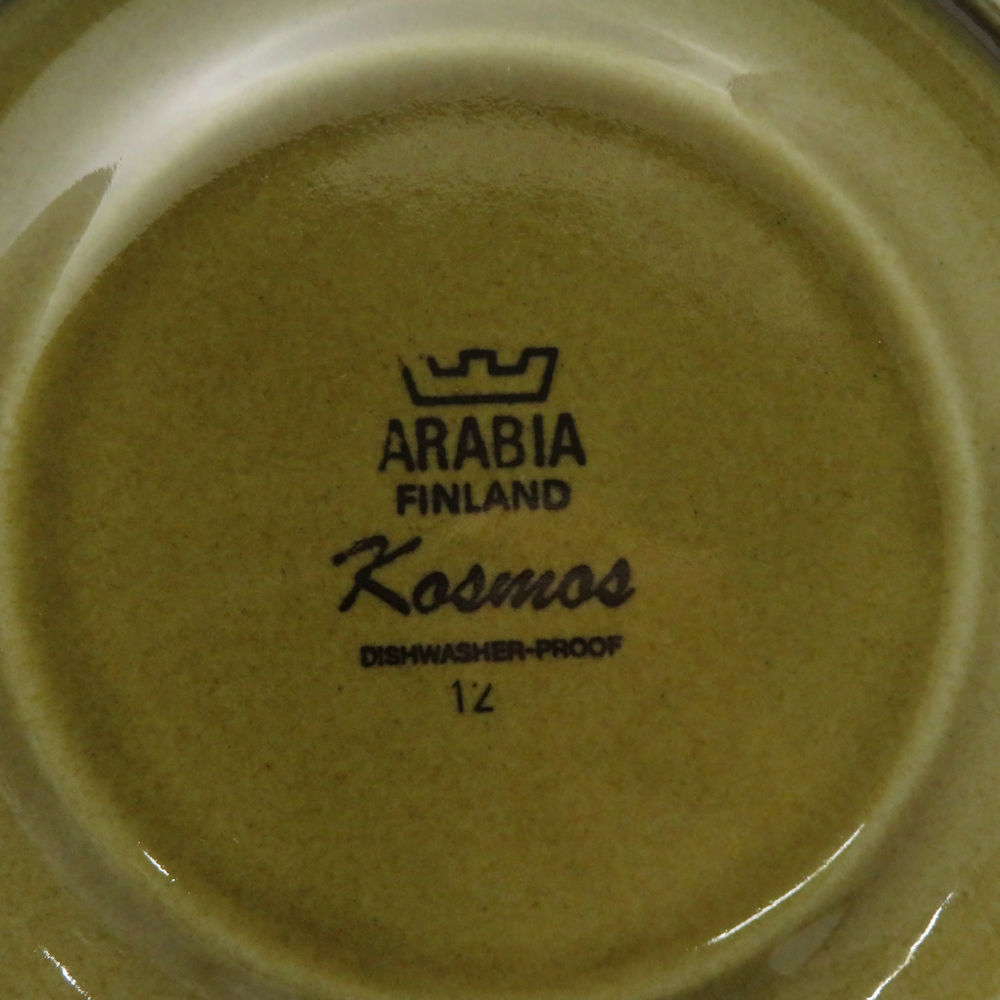 ARABIA
FINLAND
Kosmos
DISHWASHER-PROOF
12